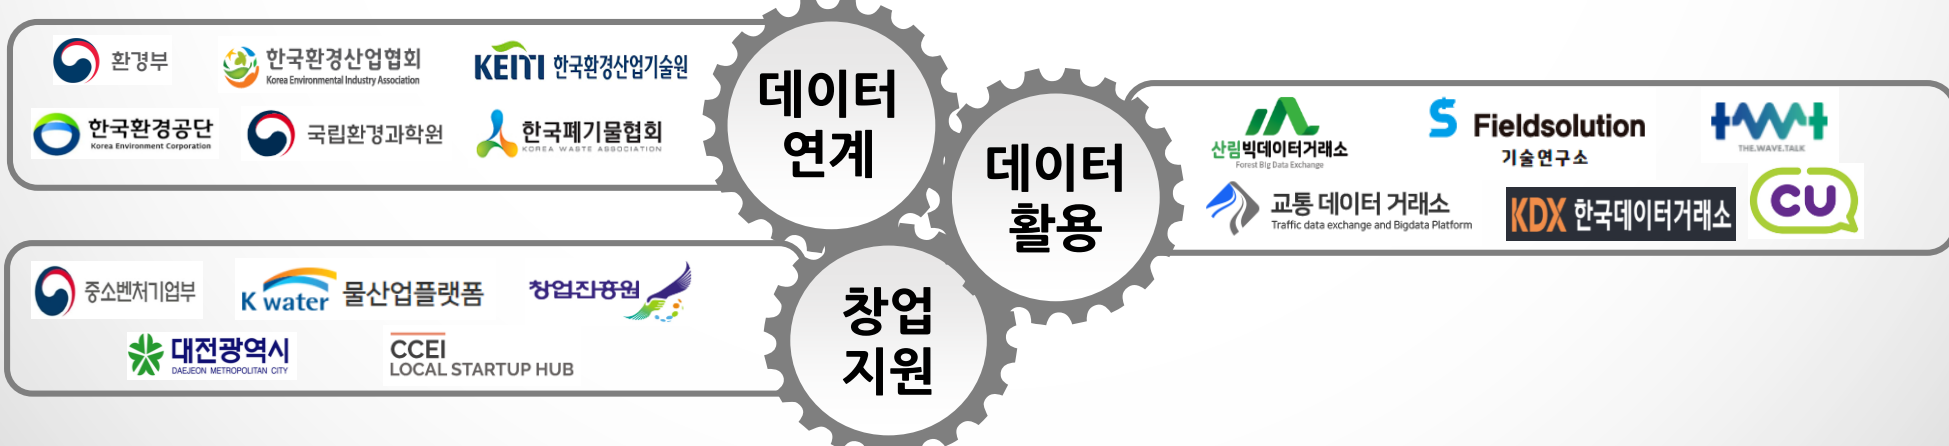 환경부
한국환경산업협회
Korea Environmental Industry Association
KEITI 한국환경산업기술원
한국환경공단
Korea Environment Corporation
국립환경과학원
한국폐기물협회
KOREA WASTE ASSOCIATION
데이터
연계
중소벤처기업부
K water 물산업플랫폼
창업진흥원
대전광역시
DAEJEON METROPOLITAN CITY
CCEI
LOCAL STARTUP HUB
창업
지원
데이터
활용
산림빅데이터거래소
Forest Big Data Exchange
Fieldsolution
기술연구소
THE.WAVE.TALK
교통 데이터 거래소
Traffic data exchange and Bigdata Platform
KDX 한국데이터거래소
CU